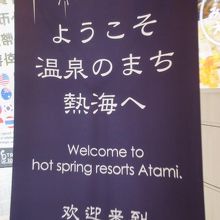 ようこそ
温泉のまち
熱海へ
Welcome to
hot spring resorts Atami.
欢迎来到